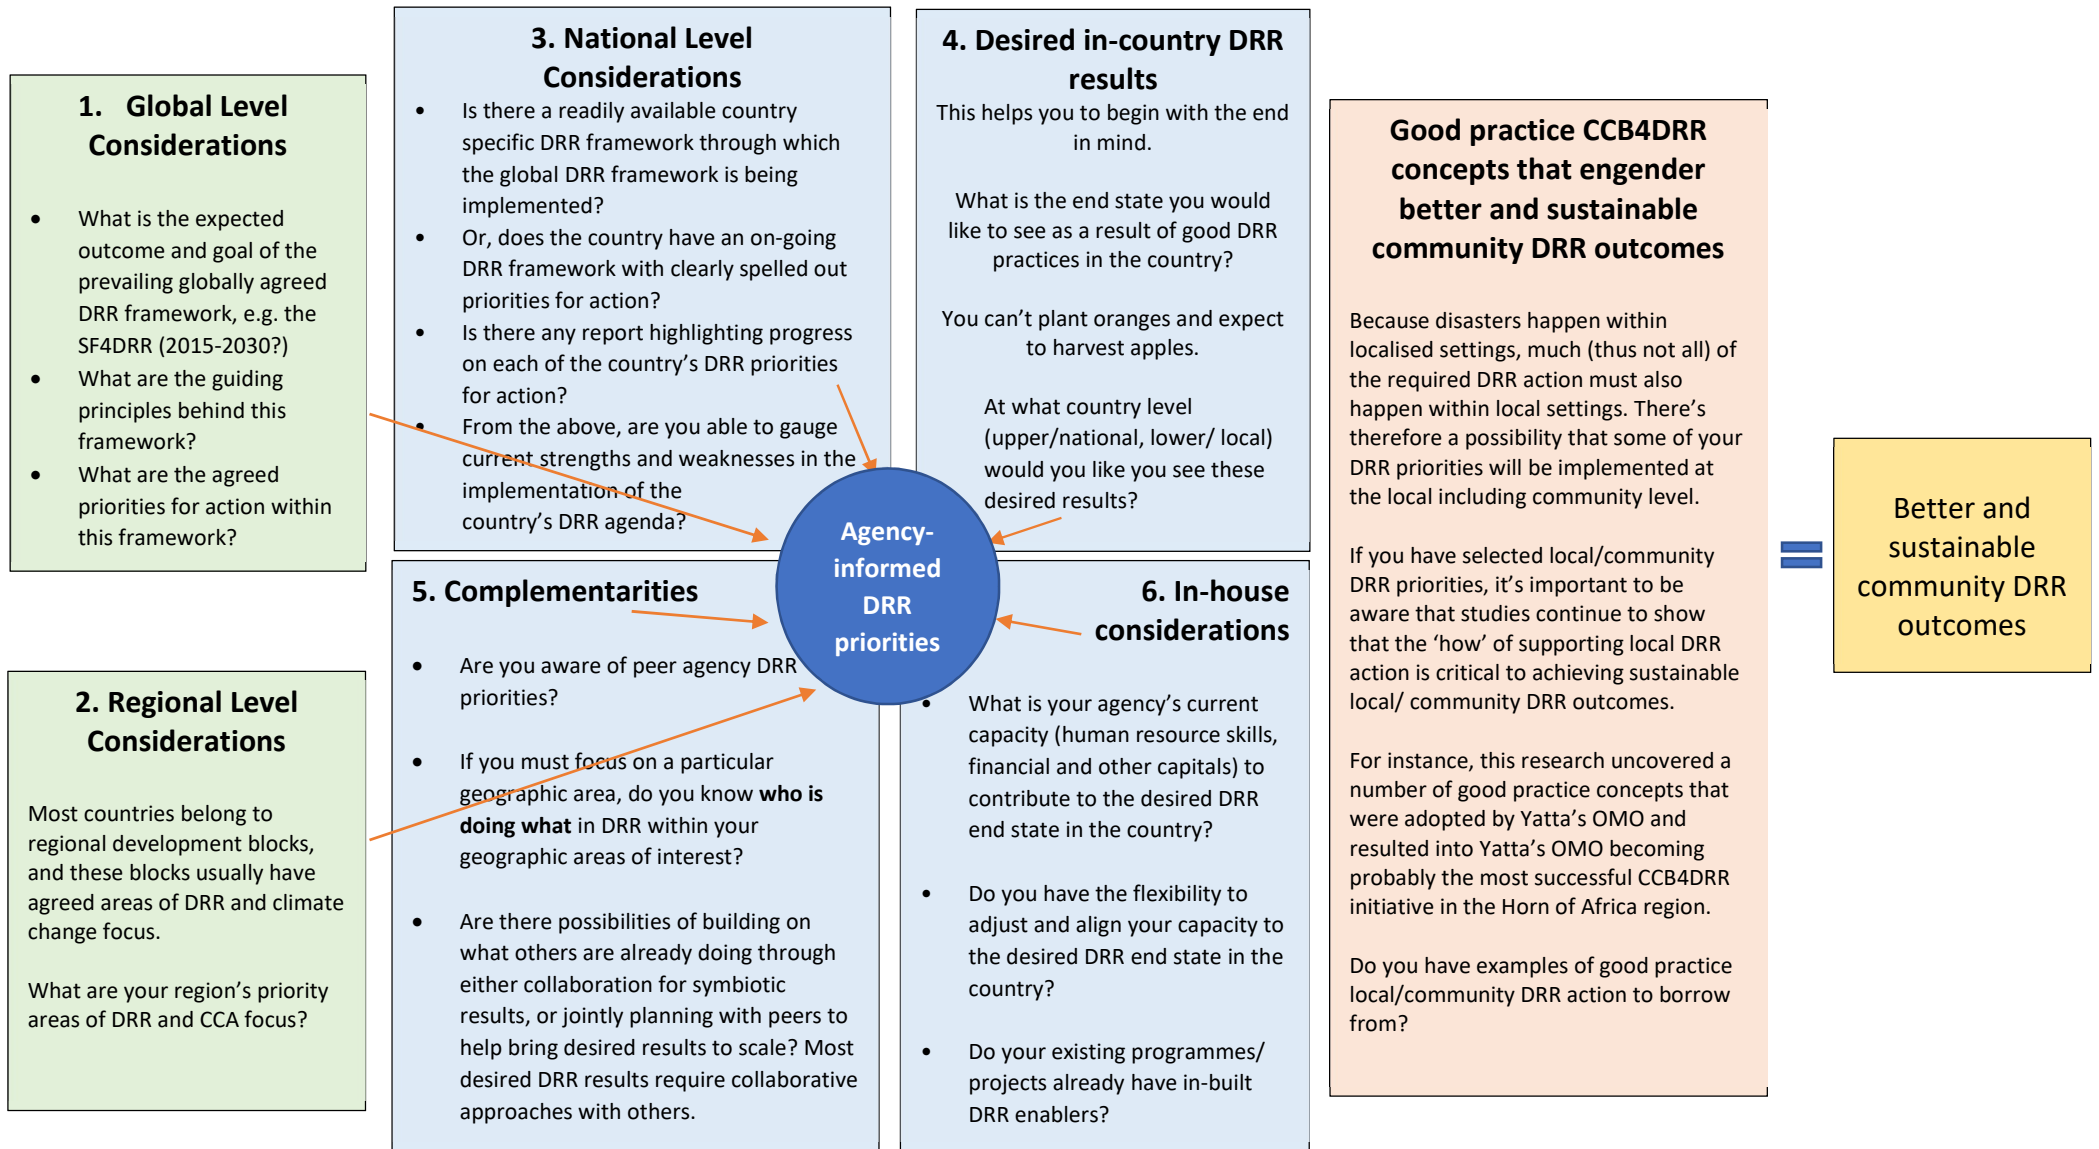 1. Global Level
Considerations
• What is the expected
outcome and goal of the
prevailing globally agreed
DRR framework, e.g. the
SF4DRR (2015-2030?)
• What are the guiding
principles behind this
framework?
• What are the agreed
priorities for action within
this framework?
2. Regional Level
Considerations
Most countries belong to
regional development blocks,
and these blocks usually have
agreed areas of DRR and climate
change focus.
What are your region’s priority
areas of DRR and CCA focus?
3. National Level
Considerations
• Is there a readily available country
specific DRR framework through which
the global DRR framework is being
implemented?
• Or, does the country have an on-going
DRR framework with clearly spelled out
priorities for action?
• Is there any report highlighting progress
on each of the country’s DRR priorities
for action?
• From the above, are you able to gauge
current strengths and weaknesses in the
implementation of the
country’s DRR agenda?
4. Desired in-country DRR
results
This helps you to begin with the end
in mind.
What is the end state you would
like to see as a result of good DRR
practices in the country?
You can’t plant oranges and expect
to harvest apples.
At what country level
(upper/national, lower/ local)
would you like you see these
desired results?
Agency-
informed
DRR
priorities
5. Complementarities
• Are you aware of peer agency DRR
priorities?
• If you must focus on a particular
geographic area, do you know who is
doing what in DRR within your
geographic areas of interest?
• Are there possibilities of building on
what others are already doing through
either collaboration for symbiotic
results, or jointly planning with peers to
help bring desired results to scale? Most
desired DRR results require collaborative
approaches with others.
6. In-house
considerations
• What is your agency’s current
capacity (human resource skills,
financial and other capitals) to
contribute to the desired DRR
end state in the country?
• Do you have the flexibility to
adjust and align your capacity to
the desired DRR end state in the
country?
• Do your existing programmes/
projects already have in-built
DRR enablers?
Good practice CCB4DRR
concepts that engender
better and sustainable
community DRR outcomes
Because disasters happen within
localised settings, much (thus not all) of
the required DRR action must also
happen within local settings. There’s
therefore a possibility that some of your
DRR priorities will be implemented at
the local including community level.
If you have selected local/community
DRR priorities, it’s important to be
aware that studies continue to show
that the ‘how’ of supporting local DRR
action is critical to achieving sustainable
local/ community DRR outcomes.
For instance, this research uncovered a
number of good practice concepts that
were adopted by Yatta’s OMO and
resulted into Yatta’s OMO becoming
probably the most successful CCB4DRR
initiative in the Horn of Africa region.
Do you have examples of good practice
local/community DRR action to borrow
from?
=
Better and
sustainable
community DRR
outcomes